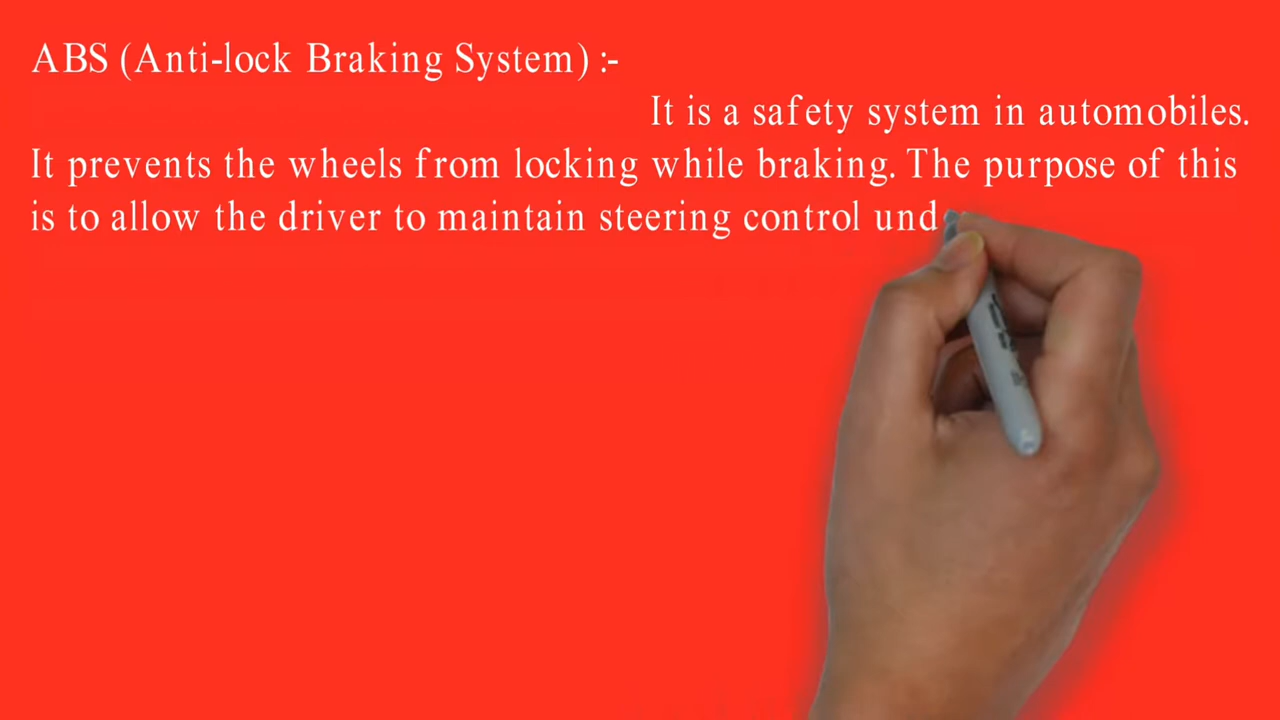 ABS (Anti-lock Braking System) :-
It is a safety system in automobiles.
It prevents the wheels from locking while braking. The purpose of this
is to allow the driver to maintain steering control und